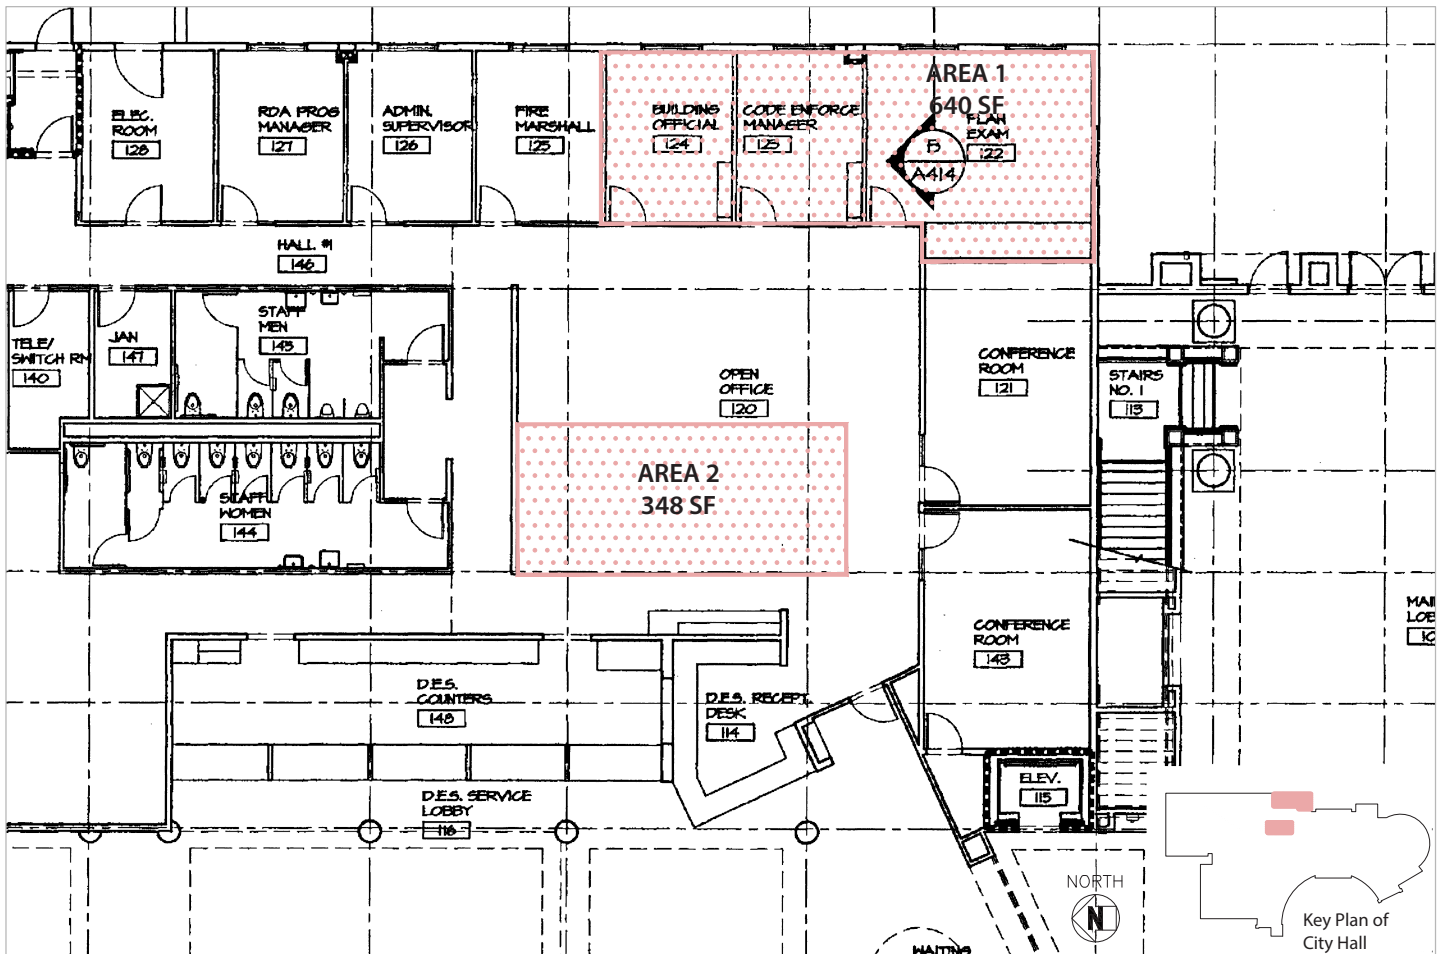 AREA 1
640 SF
ELEC.
ROOM
128
RDA PROG
MANAGER
127
ADMIN.
SUPERVISOR
126
FIRE
MARSHALL
125
BUILDING
OFFICIAL
124
CODE ENFORCE
MANAGER
123
PLAN
EXAM
122
B
A414
HALL #1
146
TELE/
SWITCH RM
140
JAN
147
STAFF
MEN
145
OPEN
OFFICE
120
CONFERENCE
ROOM
121
STAIRS
NO. 1
113
AREA 2
348 SF
STAFF
WOMEN
144
CONFERENCE
ROOM
143
D.E.S.
COUNTERS
148
D.E.S. RECEPT.
DESK
114
D.E.S. SERVICE
LOBBY
116
ELEV.
115
NORTH
N
Key Plan of
City Hall
WAITING